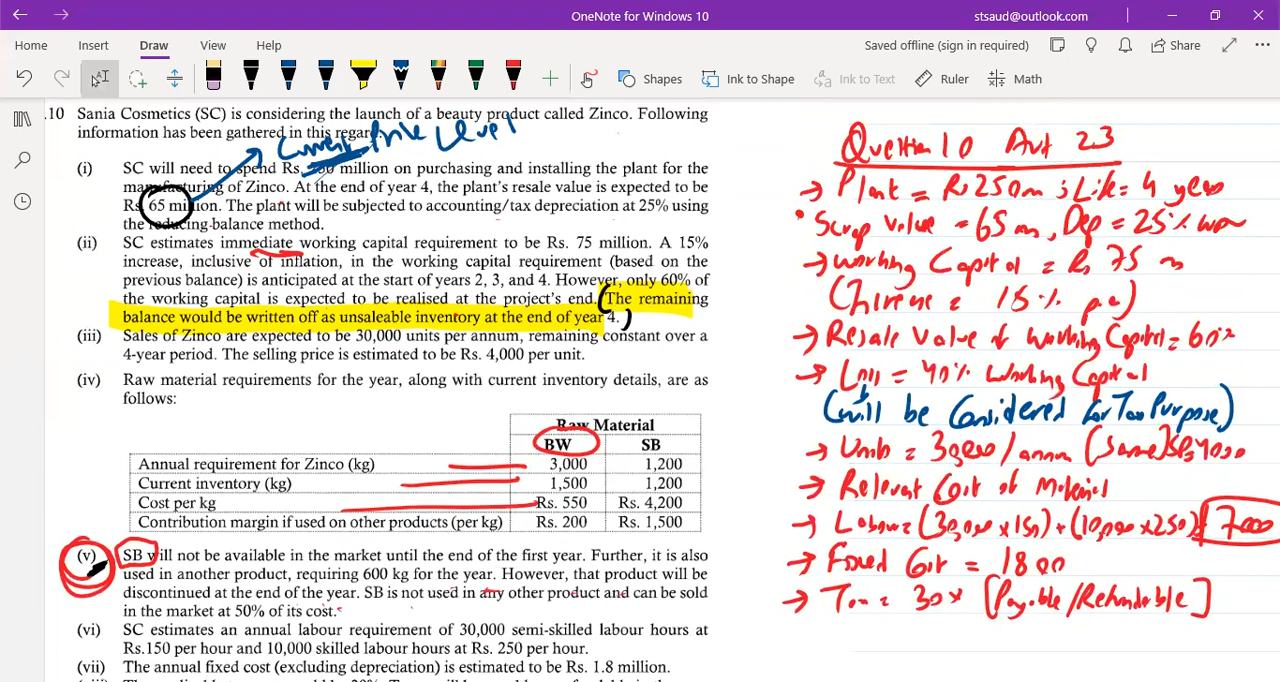 OneNote for Windows 10
stsaud@outlook.com
Home Insert Draw View Help
Saved offline (sign in required)
Share
Shapes Ink to Shape Ink to Text Ruler Math
.10 Sania Cosmetics (SC) is considering the launch of a beauty product called Zinco. Following
information has been gathered in this regard
Current Price Level
(i) SC will need to spend Rs. million on purchasing and installing the plant for the
manufacturing of Zinco. At the end of year 4, the plant's resale value is expected to be
Rs 65 million. The plant will be subjected to accounting/tax depreciation at 25% using
the reducing balance method.
(ii) SC estimates immediate working capital requirement to be Rs. 75 million. A 15%
increase, inclusive of inflation, in the working capital requirement (based on the
previous balance) is anticipated at the start of years 2, 3, and 4. However, only 60% of
the working capital is expected to be realised at the project's end. (The remaining
balance would be written off as unsaleable inventory at the end of year 4.)
(iii) Sales of Zinco are expected to be 30,000 units per annum, remaining constant over a
4-year period. The selling price is estimated to be Rs. 4,000 per unit.
(iv) Raw material requirements for the year, along with current inventory details, are as
follows:
Raw Material
BW SB
Annual requirement for Zinco (kg) 3,000 1,200
Current inventory (kg) 1,500 1,200
Cost per kg Rs. 550 Rs. 4,200
Contribution margin if used on other products (per kg) Rs. 200 Rs. 1,500
(v) SB will not be available in the market until the end of the first year. Further, it is also
used in another product, requiring 600 kg for the year. However, that product will be
discontinued at the end of the year. SB is not used in any other product and can be sold
in the market at 50% of its cost.
(vi) SC estimates an annual labour requirement of 30,000 semi-skilled labour hours at
Rs.150 per hour and 10,000 skilled labour hours at Rs. 250 per hour.
(vii) The annual fixed cost (excluding depreciation) is estimated to be Rs. 1.8 million.
Question 10 Aut 23
→ Plant = Rs 250m ; Life = 4 years
Scrap Value = 65 m, Dep = 25%
→ Working Capital = Rs 75 m
= 15% p.a)
→ Resale Value of Working Capital = 60%
→ Loss = 40% Working Capital
(will be Considered for Tax Purpose)
→ Units = 30,000 / annum (Same) SP=4000
→ Relevant Cost of Material
→ Labour = (30,000 x 150) + (10,000 x 250) = 7000
→ Fixed Cost = 1800
→ Tax = 30% [Payable/Refundable]